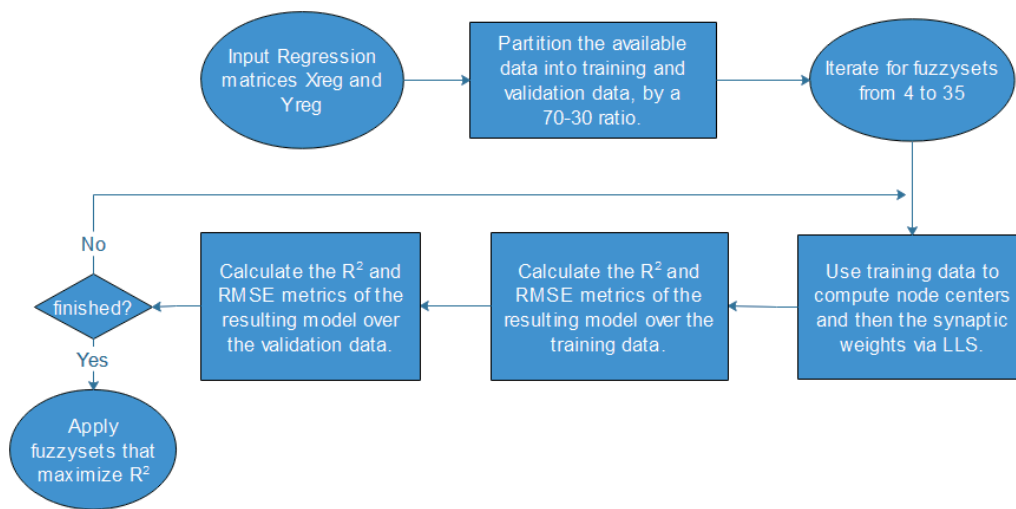 Input Regression
matrices Xreg and
Yreg
Partition the available
data into training and
validation data, by a
70-30 ratio.
Iterate for fuzzysets
from 4 to 35
Use training data to
compute node centers
and then the synaptic
weights via LLS.
Calculate the R² and
RMSE metrics of the
resulting model over the
training data.
Calculate the R² and
RMSE metrics of the
resulting model over
the validation data.
finished?
No
Yes
Apply
fuzzysets that
maximize R²